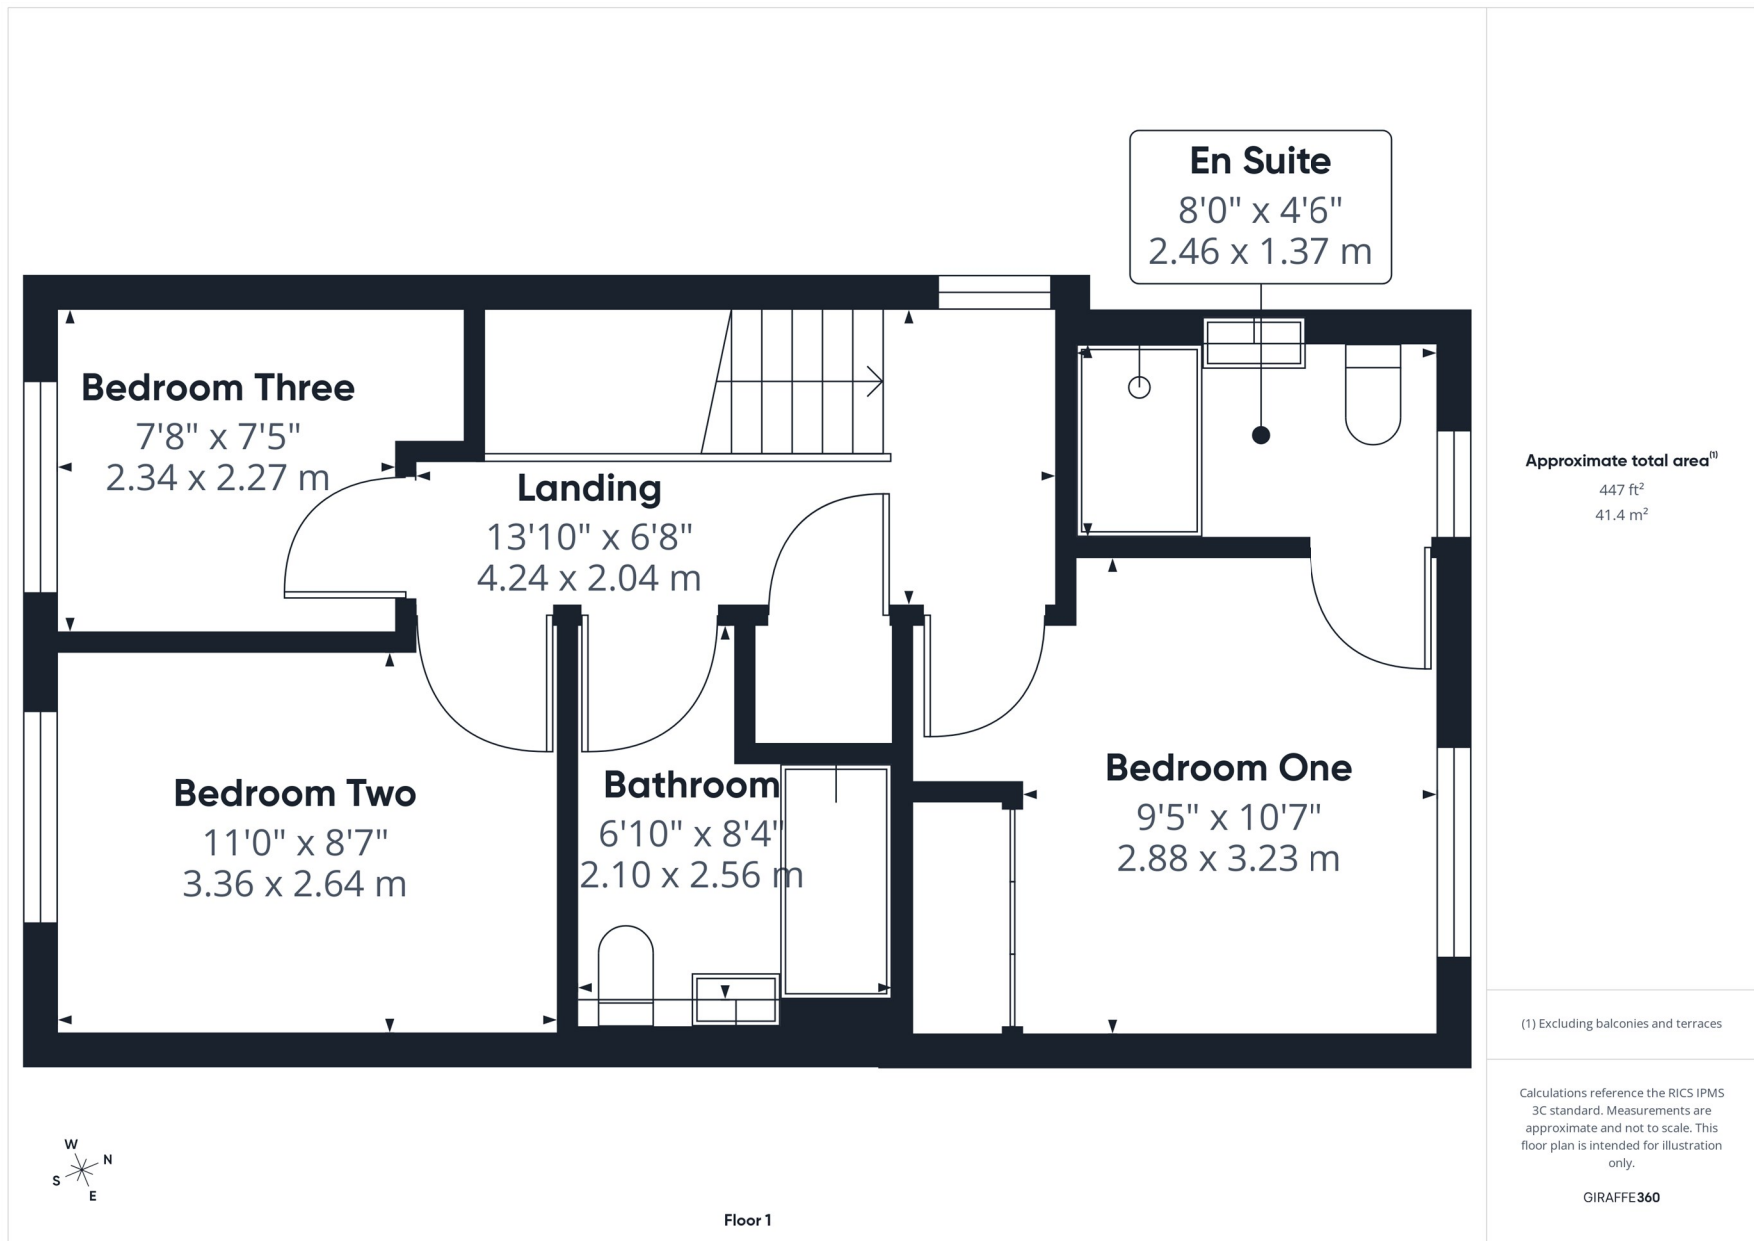 En Suite
8'0" x 4'6"
2.46 x 1.37 m
Bedroom Three
7'8" x 7'5"
2.34 x 2.27 m
Landing
13'10" x 6'8"
4.24 x 2.04 m
Bedroom Two
11'0" x 8'7"
3.36 x 2.64 m
Bathroom
6'10" x 8'4"
2.10 x 2.56 m
Bedroom One
9'5" x 10'7"
2.88 x 3.23 m
Approximate total area⁽¹⁾
447 ft²
41.4 m²
(1) Excluding balconies and terraces
Calculations reference the RICS IPMS
3C standard. Measurements are
approximate and not to scale. This
floor plan is intended for illustration
only.
GIRAFFE360
W
N
S
E
Floor 1